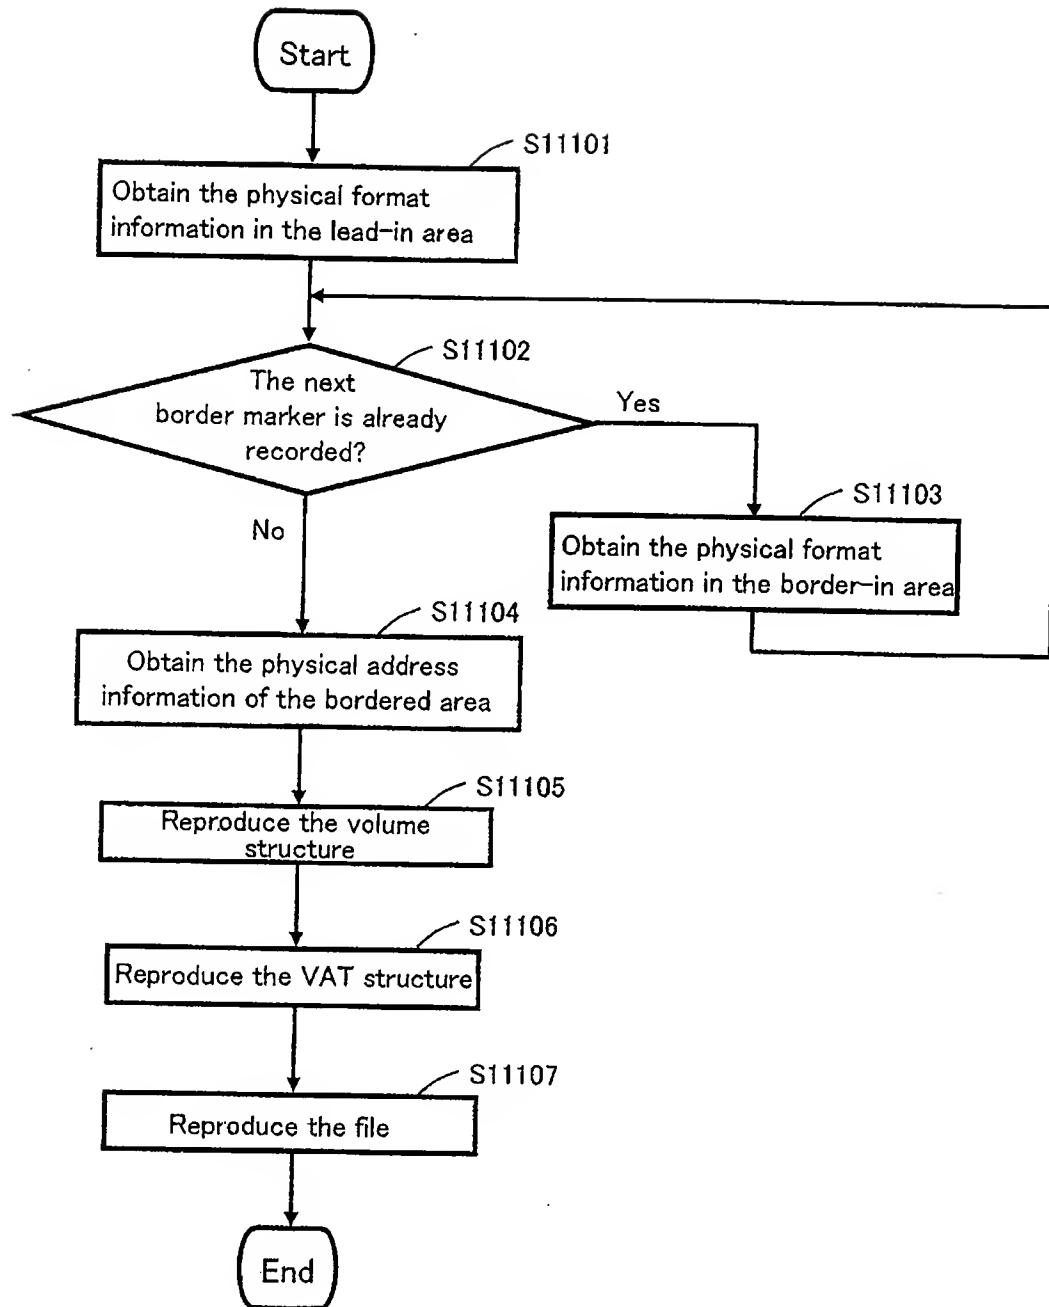 Start
S11101
Obtain the physical format
information in the lead-in area
S11102
The next
border marker is already
recorded?
Yes
No
S11103
Obtain the physical format
information in the border-in area
S11104
Obtain the physical address
information of the bordered area
S11105
Reproduce the volume
structure
S11106
Reproduce the VAT structure
S11107
Reproduce the file
End